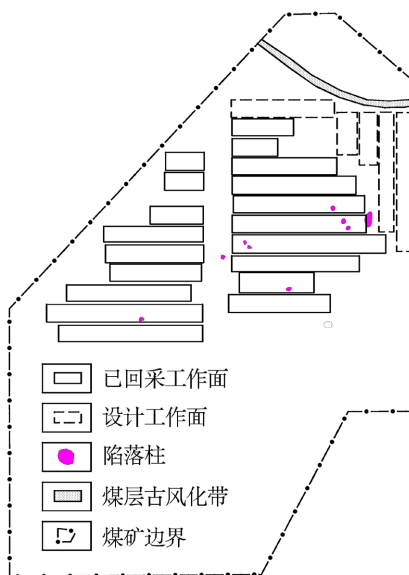 已回采工作面
设计工作面
陷落柱
煤层古风化带
煤矿边界